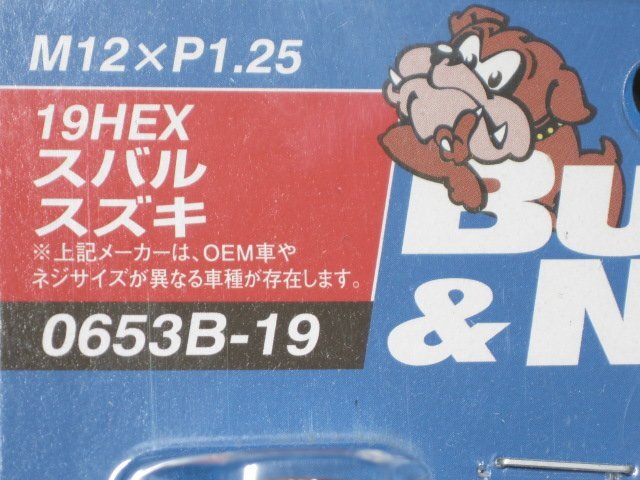 M12×P1.25
19HEX
スバル
スズキ
※上記メーカーは、OEM車や
ネジサイズが異なる車種が存在します。
0653B-19
Bu
& N